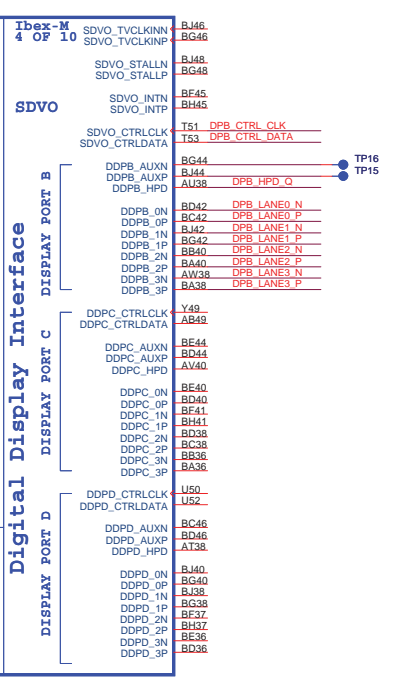 Ibex-M
4 OF 10
SDVO_TVCLKINN BJ46
SDVO_TVCLKINP BG46
SDVO_STALLN BJ48
SDVO_STALLP BG48
SDVO_INTN BF45
SDVO_INTP BH45
SDVO
SDVO_CTRLCLK T51 DPB_CTRL_CLK
SDVO_CTRLDATA T53 DPB_CTRL_DATA
DDPB_AUXN BG44 TP16
DDPB_AUXP BJ44 TP15
DDPB_HPD AU38 DPB_HPD_Q
DDPB_0N BD42 DPB_LANE0_N
DDPB_0P BC42 DPB_LANE0_P
DDPB_1N BJ42 DPB_LANE1_N
DDPB_1P BG42 DPB_LANE1_P
DDPB_2N BB40 DPB_LANE2_N
DDPB_2P BA40 DPB_LANE2_P
DDPB_3N AW38 DPB_LANE3_N
DDPB_3P BA38 DPB_LANE3_P
DISPLAY PORT B
DDPC_CTRLCLK Y49
DDPC_CTRLDATA AB49
DDPC_AUXN BE44
DDPC_AUXP BD44
DDPC_HPD AV40
DDPC_0N BE40
DDPC_0P BD40
DDPC_1N BF41
DDPC_1P BH41
DDPC_2N BD38
DDPC_2P BC38
DDPC_3N BB36
DDPC_3P BA36
DISPLAY PORT C
DDPD_CTRLCLK U50
DDPD_CTRLDATA U52
DDPD_AUXN BC46
DDPD_AUXP BD46
DDPD_HPD AT38
DDPD_0N BJ40
DDPD_0P BG40
DDPD_1N BJ38
DDPD_1P BG38
DDPD_2N BF37
DDPD_2P BH37
DDPD_3N BE36
DDPD_3P BD36
DISPLAY PORT D
Digital Display Interface